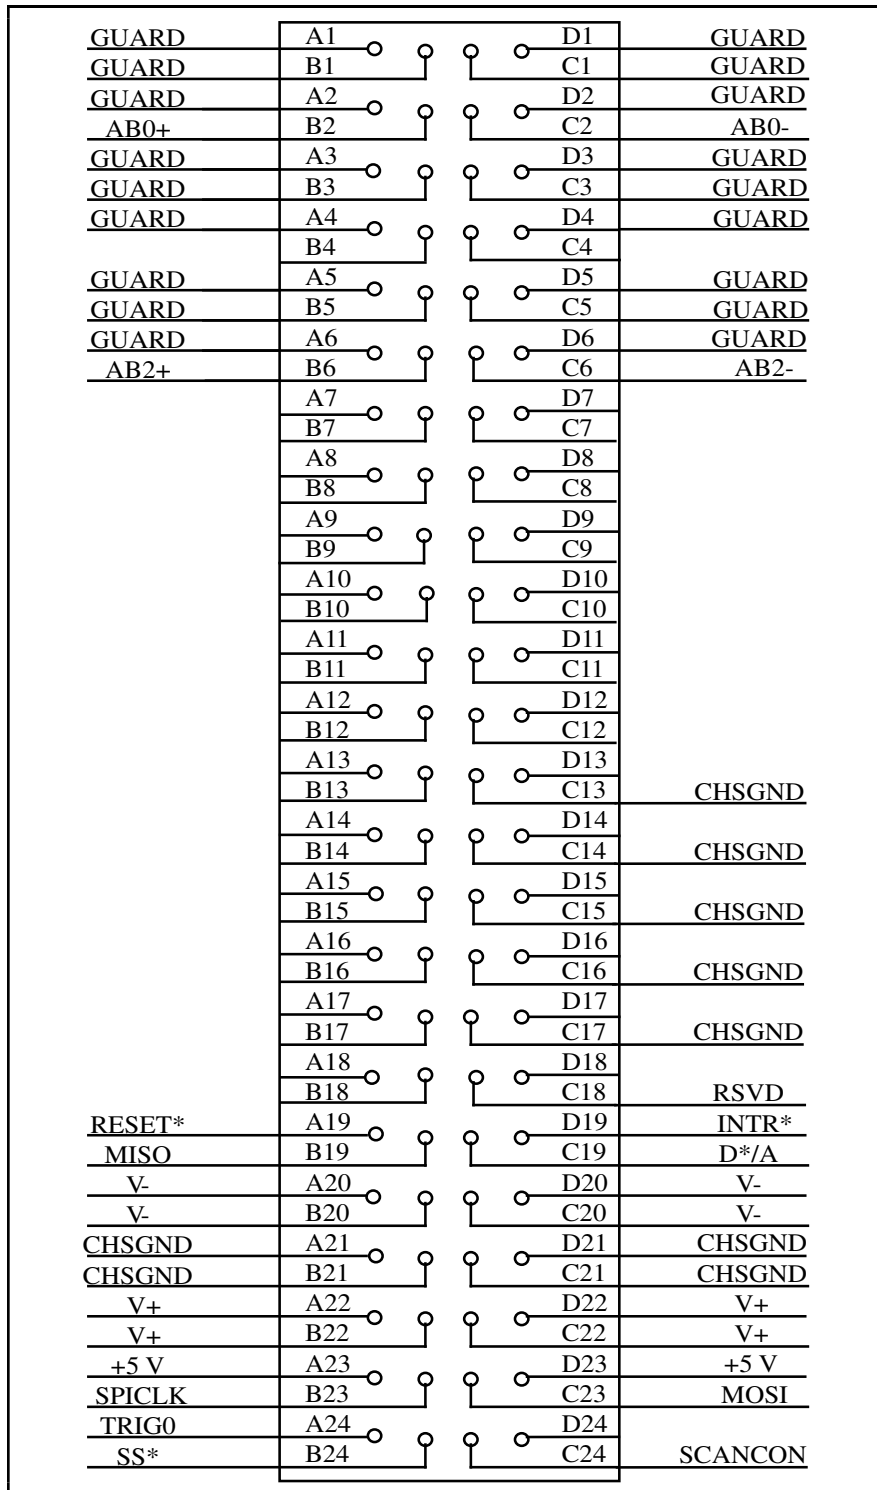 GUARD A1 D1 GUARD
GUARD B1 C1 GUARD
GUARD A2 D2 GUARD
AB0+ B2 C2 AB0-
GUARD A3 D3 GUARD
GUARD B3 C3 GUARD
GUARD A4 D4 GUARD
B4 C4
GUARD A5 D5 GUARD
GUARD B5 C5 GUARD
GUARD A6 D6 GUARD
AB2+ B6 C6 AB2-
A7 D7
B7 C7
A8 D8
B8 C8
A9 D9
B9 C9
A10 D10
B10 C10
A11 D11
B11 C11
A12 D12
B12 C12
A13 D13
B13 C13 CHSGND
A14 D14
B14 C14 CHSGND
A15 D15
B15 C15 CHSGND
A16 D16
B16 C16 CHSGND
A17 D17
B17 C17 CHSGND
A18 D18
B18 C18 RSVD
RESET* A19 D19 INTR*
MISO B19 C19 D*/A
V- A20 D20 V-
V- B20 C20 V-
CHSGND A21 D21 CHSGND
CHSGND B21 C21 CHSGND
V+ A22 D22 V+
V+ B22 C22 V+
+5 V A23 D23 +5 V
SPICLK B23 C23 MOSI
TRIG0 A24 D24
SS* B24 C24 SCANCON